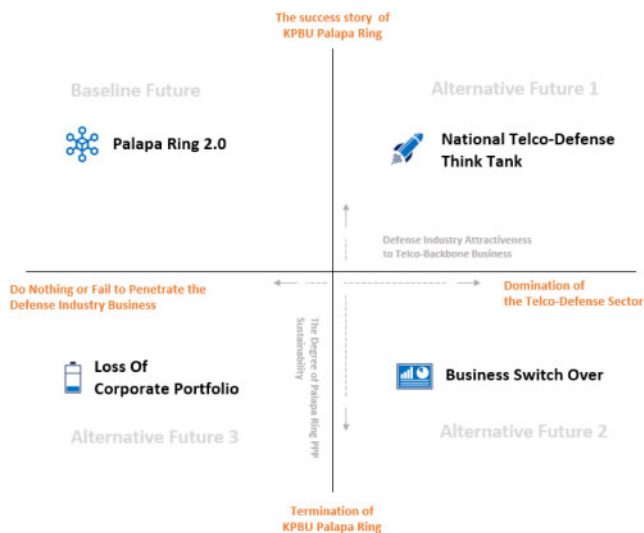 The success story of
KPBU Palapa Ring
Baseline Future
Alternative Future 1
Palapa Ring 2.0
National Telco-Defense
Think Tank
Defense Industry Attractiveness
to Telco-Backbone Business
Do Nothing or Fail to Penetrate the
Defense Industry Business
Domination of
the Telco-Defense Sector
The Degree of Palapa Ring PPP
Sustainability
Loss Of
Corporate Portfolio
Business Switch Over
Alternative Future 3
Alternative Future 2
Termination of
KPBU Palapa Ring